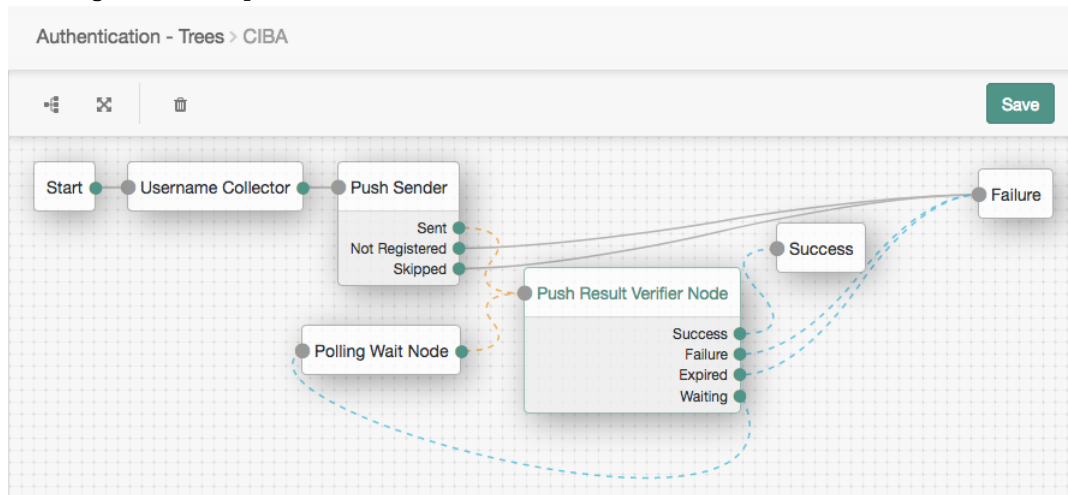 Authentication - Trees > CIBA
Save
Start
Username Collector
Push Sender
Sent
Not Registered
Skipped
Failure
Success
Push Result Verifier Node
Success
Failure
Expired
Waiting
Polling Wait Node